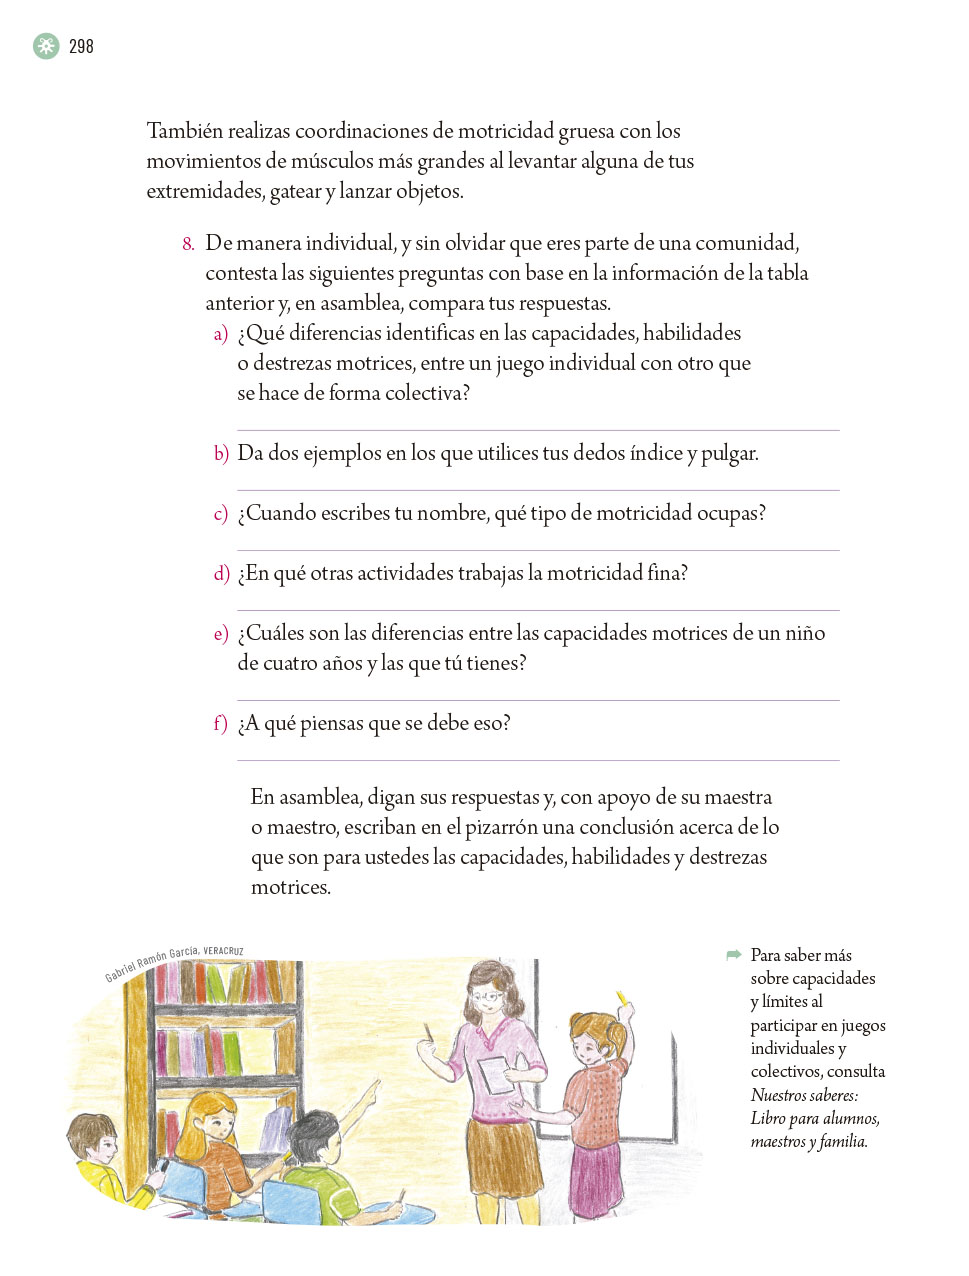 298
También realizas coordinaciones de motricidad gruesa con los
movimientos de músculos más grandes al levantar alguna de tus
extremidades, gatear y lanzar objetos.
8. De manera individual, y sin olvidar que eres parte de una comunidad,
contesta las siguientes preguntas con base en la información de la tabla
anterior y, en asamblea, compara tus respuestas.
a) ¿Qué diferencias identificas en las capacidades, habilidades
o destrezas motrices, entre un juego individual con otro que
se hace de forma colectiva?
b) Da dos ejemplos en los que utilices tus dedos índice y pulgar.
c) ¿Cuando escribes tu nombre, qué tipo de motricidad ocupas?
d) ¿En qué otras actividades trabajas la motricidad fina?
e) ¿Cuáles son las diferencias entre las capacidades motrices de un niño
de cuatro años y las que tú tienes?
f) ¿A qué piensas que se debe eso?
En asamblea, digan sus respuestas y, con apoyo de su maestra
o maestro, escriban en el pizarrón una conclusión acerca de lo
que son para ustedes las capacidades, habilidades y destrezas
motrices.
Gabriel Ramón García, VERACRUZ
Para saber más
sobre capacidades
y límites al
participar en juegos
individuales y
colectivos, consulta
Nuestros saberes:
Libro para alumnos,
maestros y familia.